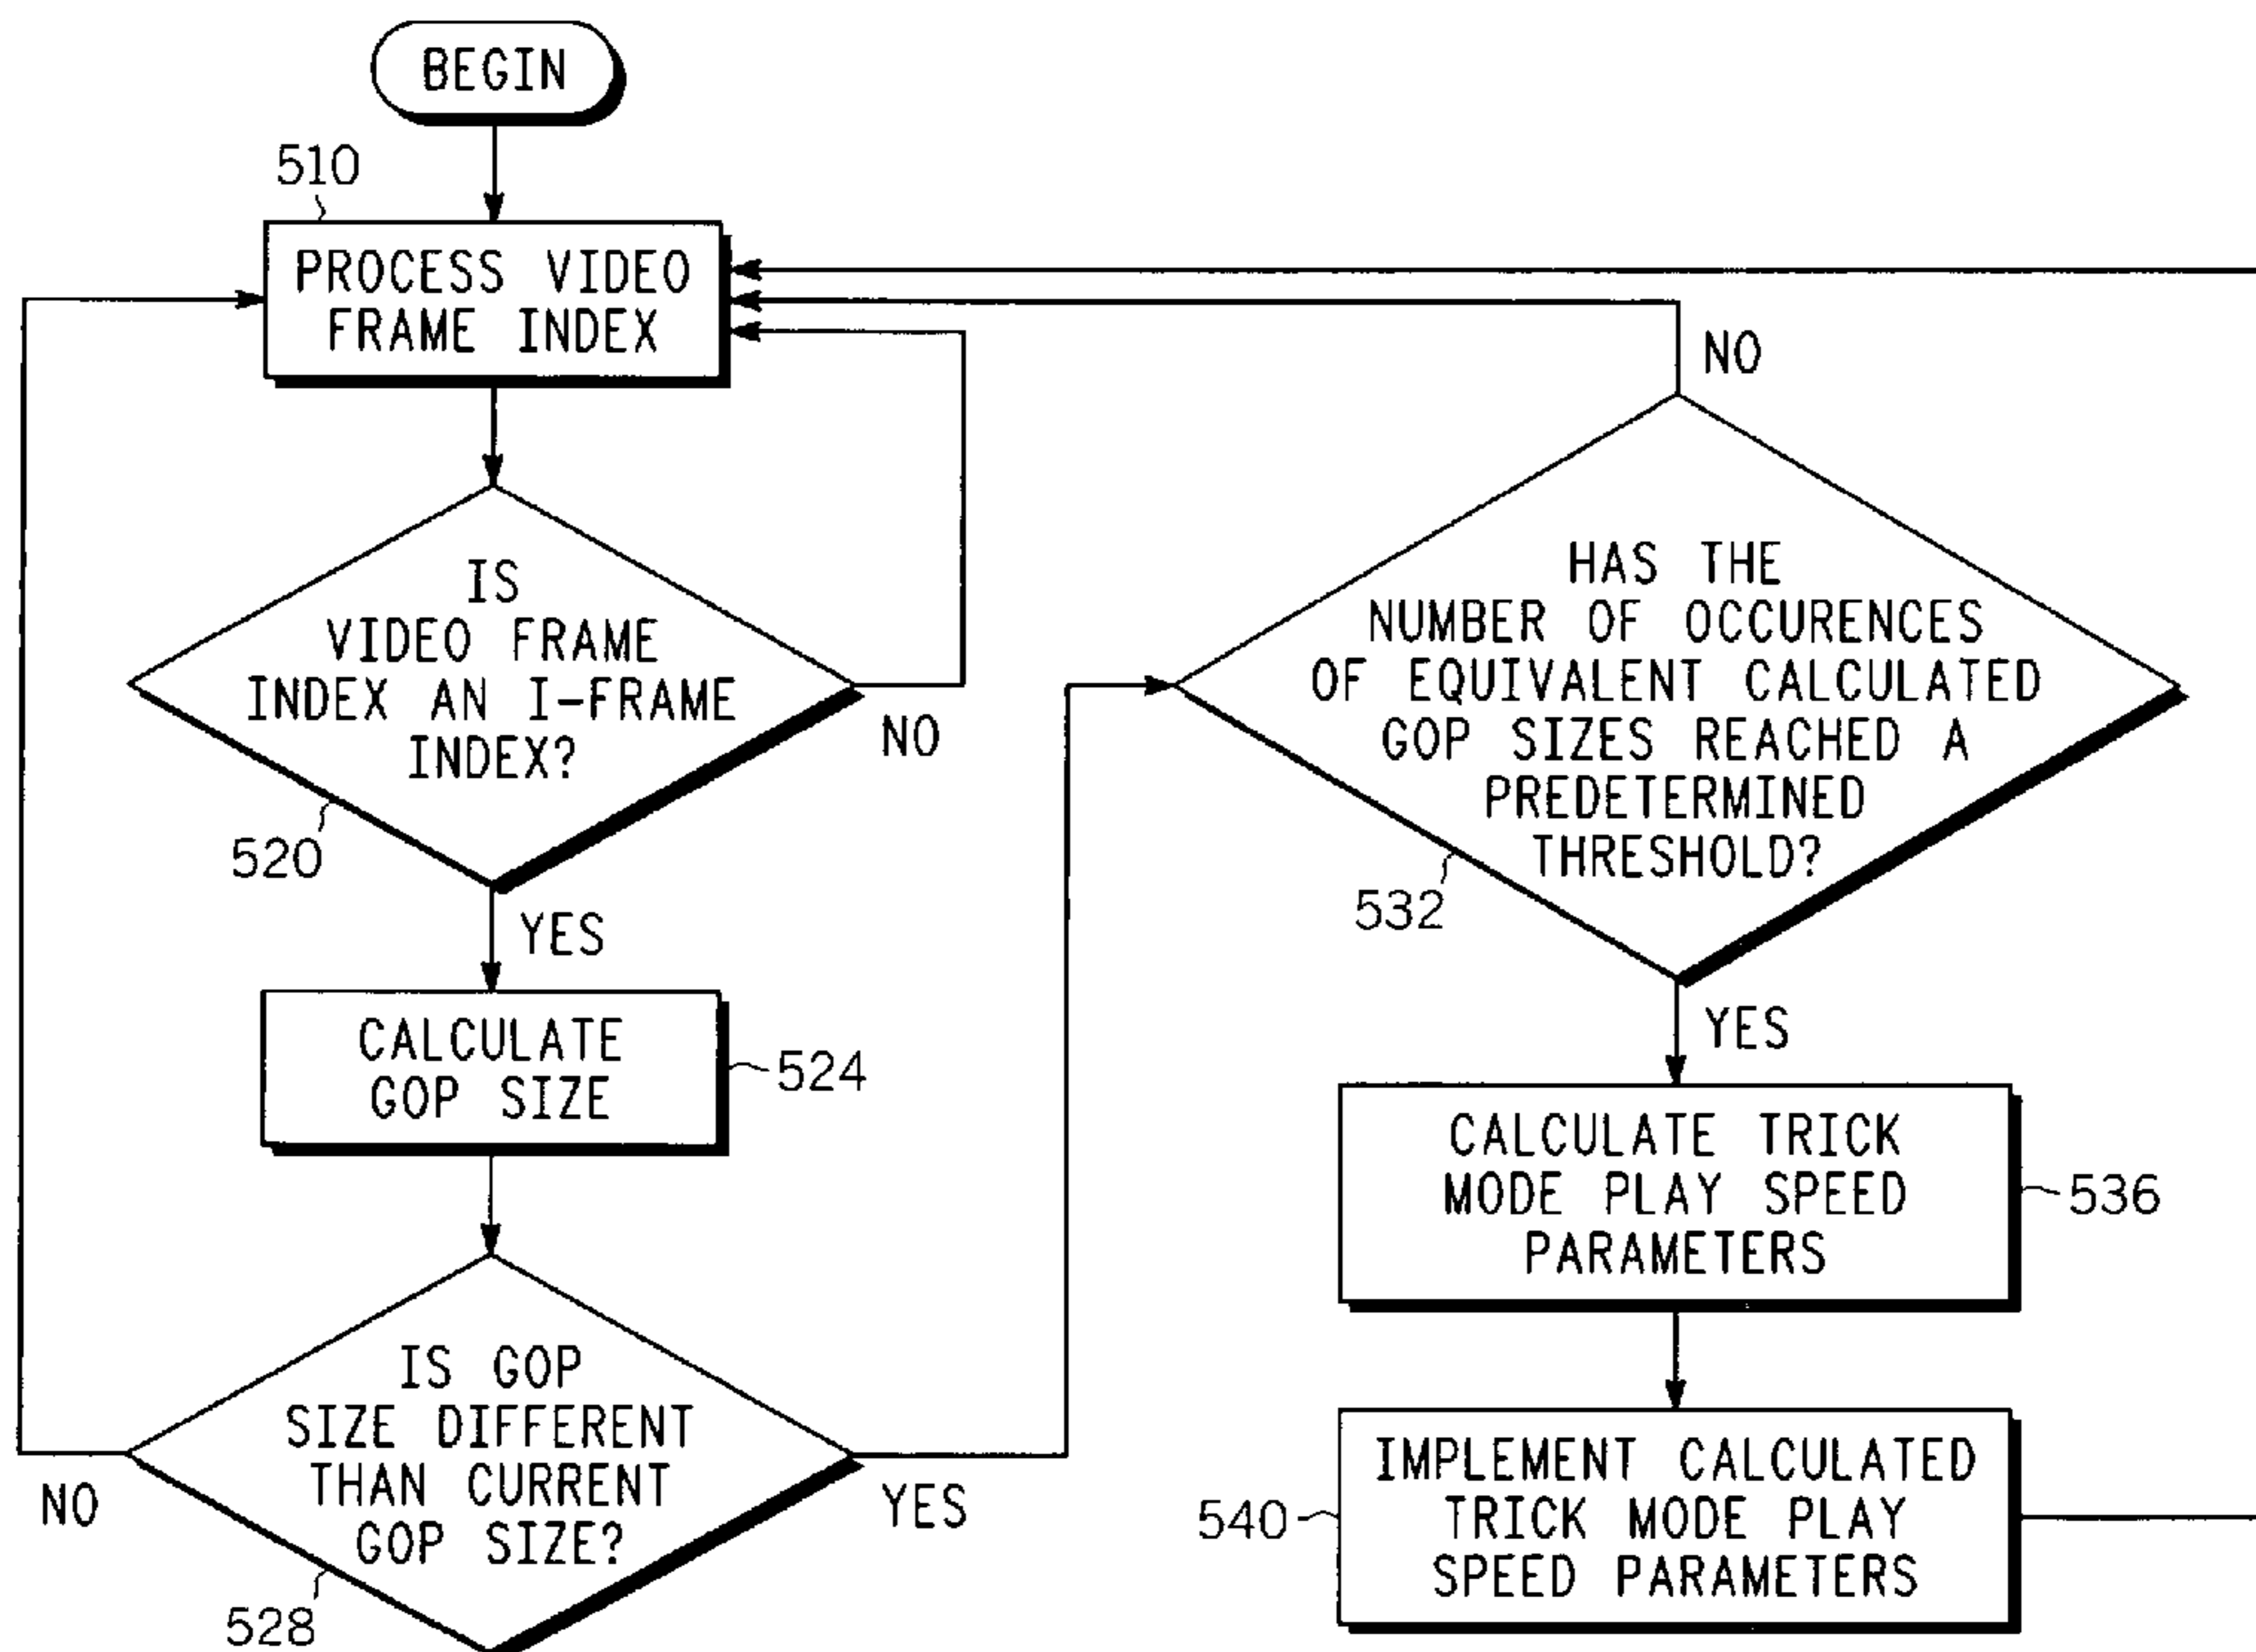 BEGIN
510
PROCESS VIDEO
FRAME INDEX
IS
VIDEO FRAME
INDEX AN I-FRAME
INDEX?
NO
520
YES
CALCULATE
GOP SIZE
524
IS GOP
SIZE DIFFERENT
THAN CURRENT
GOP SIZE?
NO
YES
528
NO
HAS THE
NUMBER OF OCCURENCES
OF EQUIVALENT CALCULATED
GOP SIZES REACHED A
PREDETERMINED
THRESHOLD?
532
YES
CALCULATE TRICK
MODE PLAY SPEED
PARAMETERS
536
IMPLEMENT CALCULATED
TRICK MODE PLAY
SPEED PARAMETERS
540